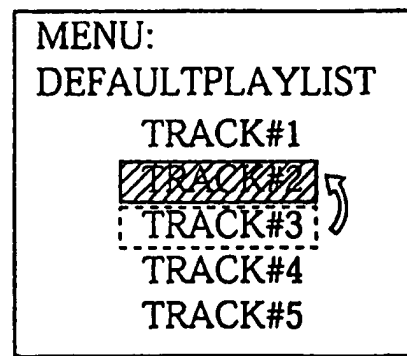 MENU:
DEFAULTPLAYLIST
TRACK#1
TRACK#2
TRACK#3
TRACK#4
TRACK#5